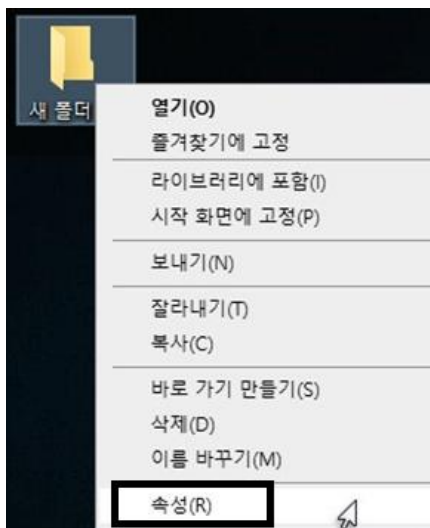 새 폴더
열기(O)
즐겨찾기에 고정
라이브러리에 포함(I)
시작 화면에 고정(P)
보내기(N)
잘라내기(T)
복사(C)
바로 가기 만들기(S)
삭제(D)
이름 바꾸기(M)
속성(R)